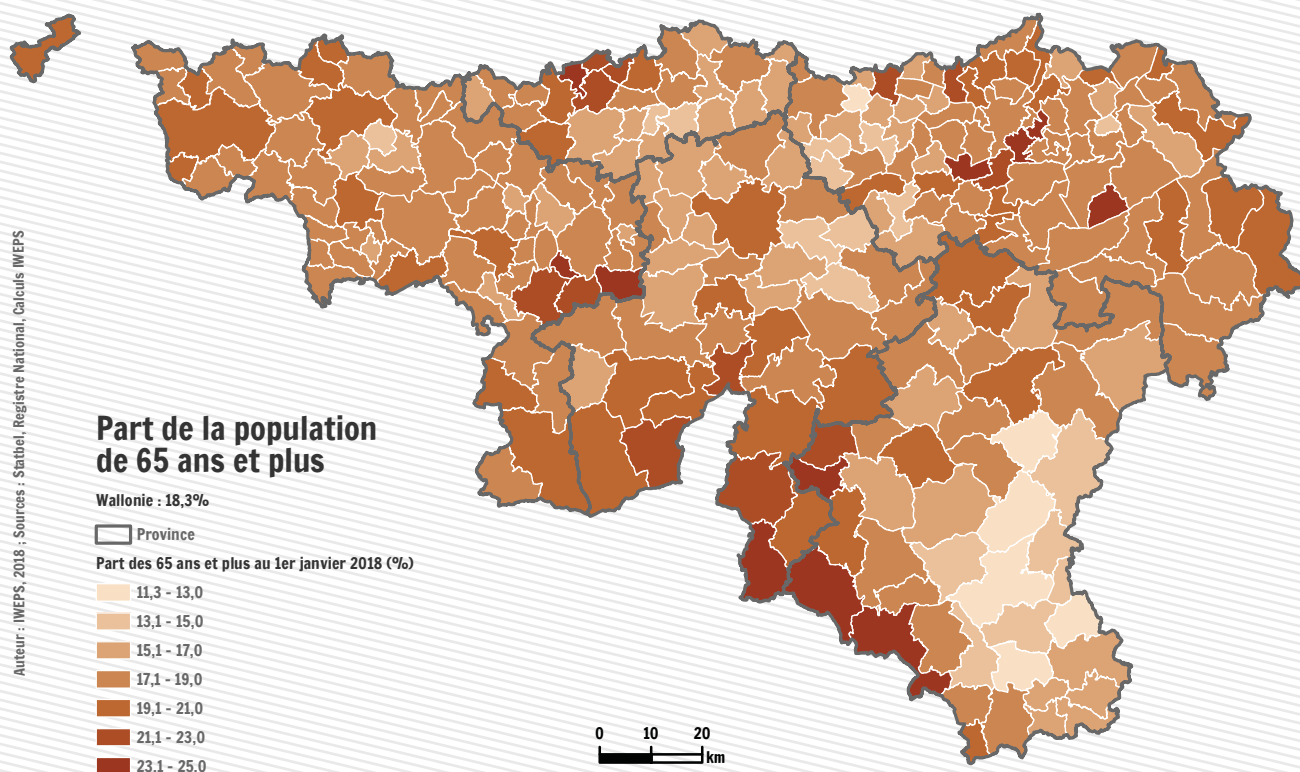 Auteur : IWEPS, 2018 ; Sources : Statbel, Registre National, Calculs IWEPS
Part de la population
de 65 ans et plus
Wallonie : 18,3%
Province
Part des 65 ans et plus au 1er janvier 2018 (%)
11,3 - 13,0
13,1 - 15,0
15,1 - 17,0
17,1 - 19,0
19,1 - 21,0
21,1 - 23,0
23,1 - 25,0
0 10 20
km